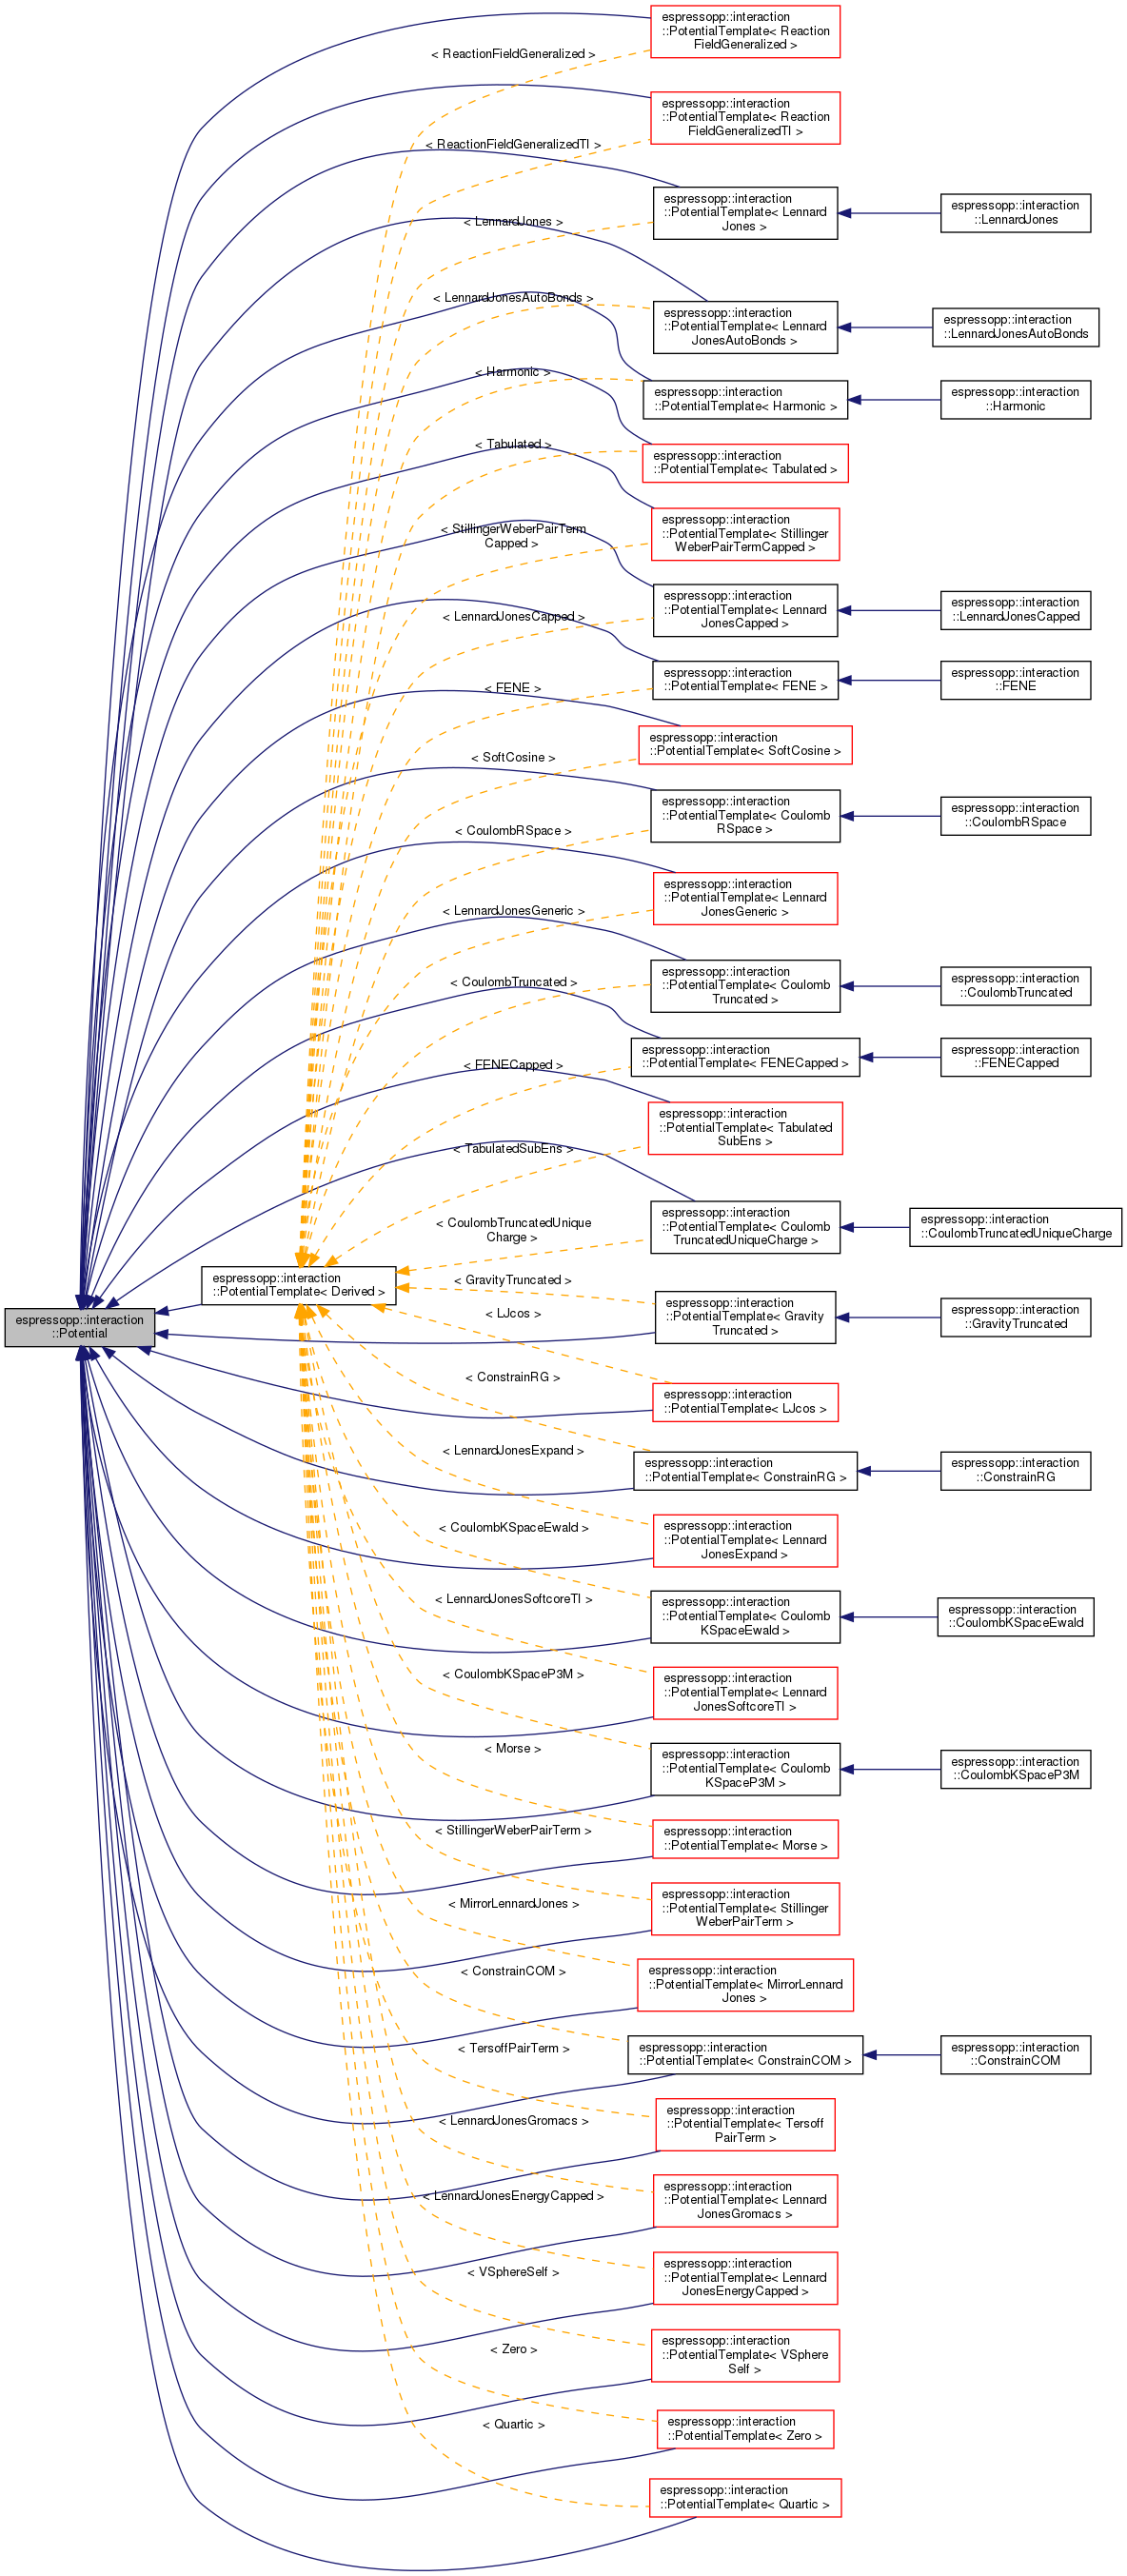 espressopp::interaction
::PotentialTemplate< Reaction
FieldGeneralized >
< ReactionFieldGeneralized >
espressopp::interaction
::PotentialTemplate< Reaction
FieldGeneralizedTI >
< ReactionFieldGeneralizedTI >
espressopp::interaction
::PotentialTemplate< Lennard
Jones >
espressopp::interaction
::LennardJones
< LennardJones >
< LennardJonesAutoBonds >
espressopp::interaction
::PotentialTemplate< Lennard
JonesAutoBonds >
espressopp::interaction
::LennardJonesAutoBonds
< Harmonic >
espressopp::interaction
::PotentialTemplate< Harmonic >
espressopp::interaction
::Harmonic
< Tabulated >
espressopp::interaction
::PotentialTemplate< Tabulated >
< StillingerWeberPairTerm
Capped >
espressopp::interaction
::PotentialTemplate< Stillinger
WeberPairTermCapped >
< LennardJonesCapped >
espressopp::interaction
::PotentialTemplate< Lennard
JonesCapped >
espressopp::interaction
::LennardJonesCapped
< FENE >
espressopp::interaction
::PotentialTemplate< FENE >
espressopp::interaction
::FENE
< SoftCosine >
espressopp::interaction
::PotentialTemplate< SoftCosine >
< CoulombRSpace >
espressopp::interaction
::PotentialTemplate< Coulomb
RSpace >
espressopp::interaction
::CoulombRSpace
< LennardJonesGeneric >
espressopp::interaction
::PotentialTemplate< Lennard
JonesGeneric >
< CoulombTruncated >
espressopp::interaction
::PotentialTemplate< Coulomb
Truncated >
espressopp::interaction
::CoulombTruncated
< FENECapped >
espressopp::interaction
::PotentialTemplate< FENECapped >
espressopp::interaction
::FENECapped
< TabulatedSubEns >
espressopp::interaction
::PotentialTemplate< Tabulated
SubEns >
< CoulombTruncatedUnique
Charge >
espressopp::interaction
::PotentialTemplate< Coulomb
TruncatedUniqueCharge >
espressopp::interaction
::CoulombTruncatedUniqueCharge
espressopp::interaction
::PotentialTemplate< Derived >
espressopp::interaction
::Potential
< GravityTruncated >
espressopp::interaction
::PotentialTemplate< Gravity
Truncated >
espressopp::interaction
::GravityTruncated
< LJcos >
espressopp::interaction
::PotentialTemplate< LJcos >
< ConstrainRG >
espressopp::interaction
::PotentialTemplate< ConstrainRG >
espressopp::interaction
::ConstrainRG
< LennardJonesExpand >
espressopp::interaction
::PotentialTemplate< Lennard
JonesExpand >
< CoulombKSpaceEwald >
espressopp::interaction
::PotentialTemplate< Coulomb
KSpaceEwald >
espressopp::interaction
::CoulombKSpaceEwald
< LennardJonesSoftcoreTI >
espressopp::interaction
::PotentialTemplate< Lennard
JonesSoftcoreTI >
< CoulombKSpaceP3M >
espressopp::interaction
::PotentialTemplate< Coulomb
KSpaceP3M >
espressopp::interaction
::CoulombKSpaceP3M
< Morse >
espressopp::interaction
::PotentialTemplate< Morse >
< StillingerWeberPairTerm >
espressopp::interaction
::PotentialTemplate< Stillinger
WeberPairTerm >
< MirrorLennardJones >
espressopp::interaction
::PotentialTemplate< MirrorLennard
Jones >
< ConstrainCOM >
espressopp::interaction
::PotentialTemplate< ConstrainCOM >
espressopp::interaction
::ConstrainCOM
< TersoffPairTerm >
espressopp::interaction
::PotentialTemplate< Tersoff
PairTerm >
< LennardJonesGromacs >
espressopp::interaction
::PotentialTemplate< Lennard
JonesGromacs >
< LennardJonesEnergyCapped >
espressopp::interaction
::PotentialTemplate< Lennard
JonesEnergyCapped >
< VSphereSelf >
espressopp::interaction
::PotentialTemplate< VSphere
Self >
< Zero >
espressopp::interaction
::PotentialTemplate< Zero >
< Quartic >
espressopp::interaction
::PotentialTemplate< Quartic >